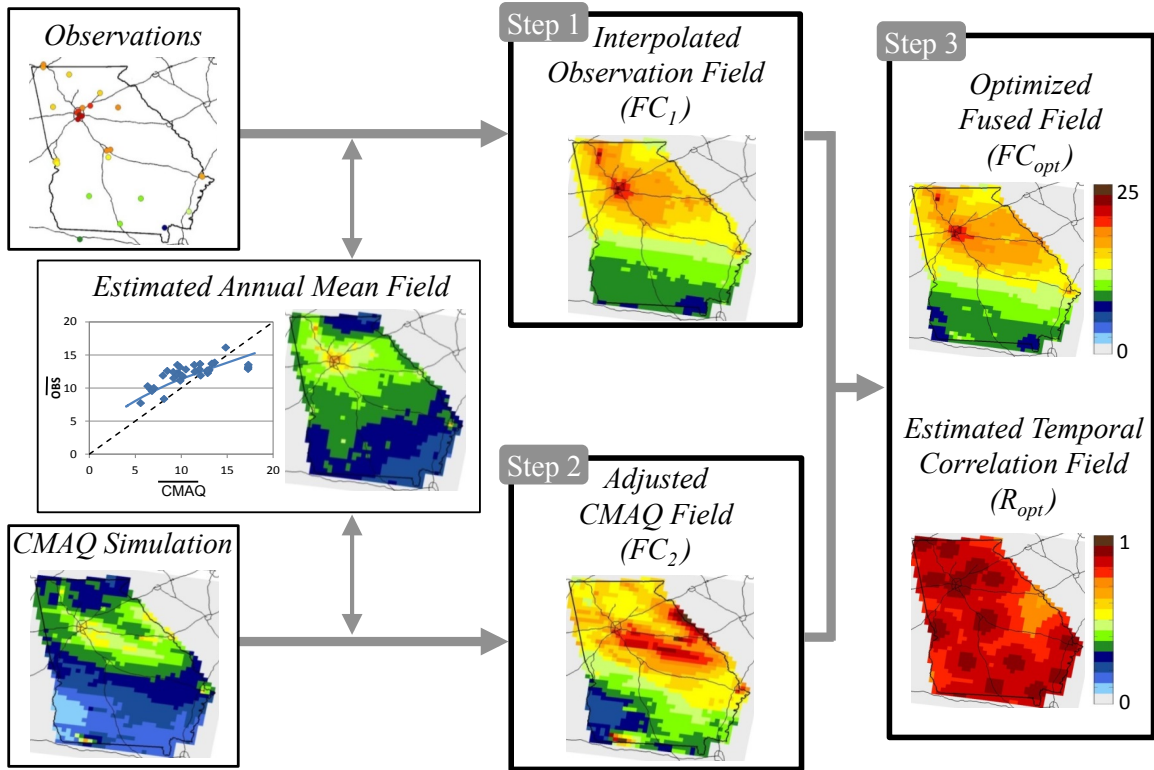 Observations
Step 1
Interpolated
Observation Field
(FC1)
Step 3
Optimized
Fused Field
(FCopt)
25
0
Estimated Annual Mean Field
20
15
10
5
0
OBS
0
5
10
15
20
CMAQ
Step 2
Adjusted
CMAQ Field
(FC2)
Estimated Temporal
Correlation Field
(Ropt)
1
0
CMAQ Simulation